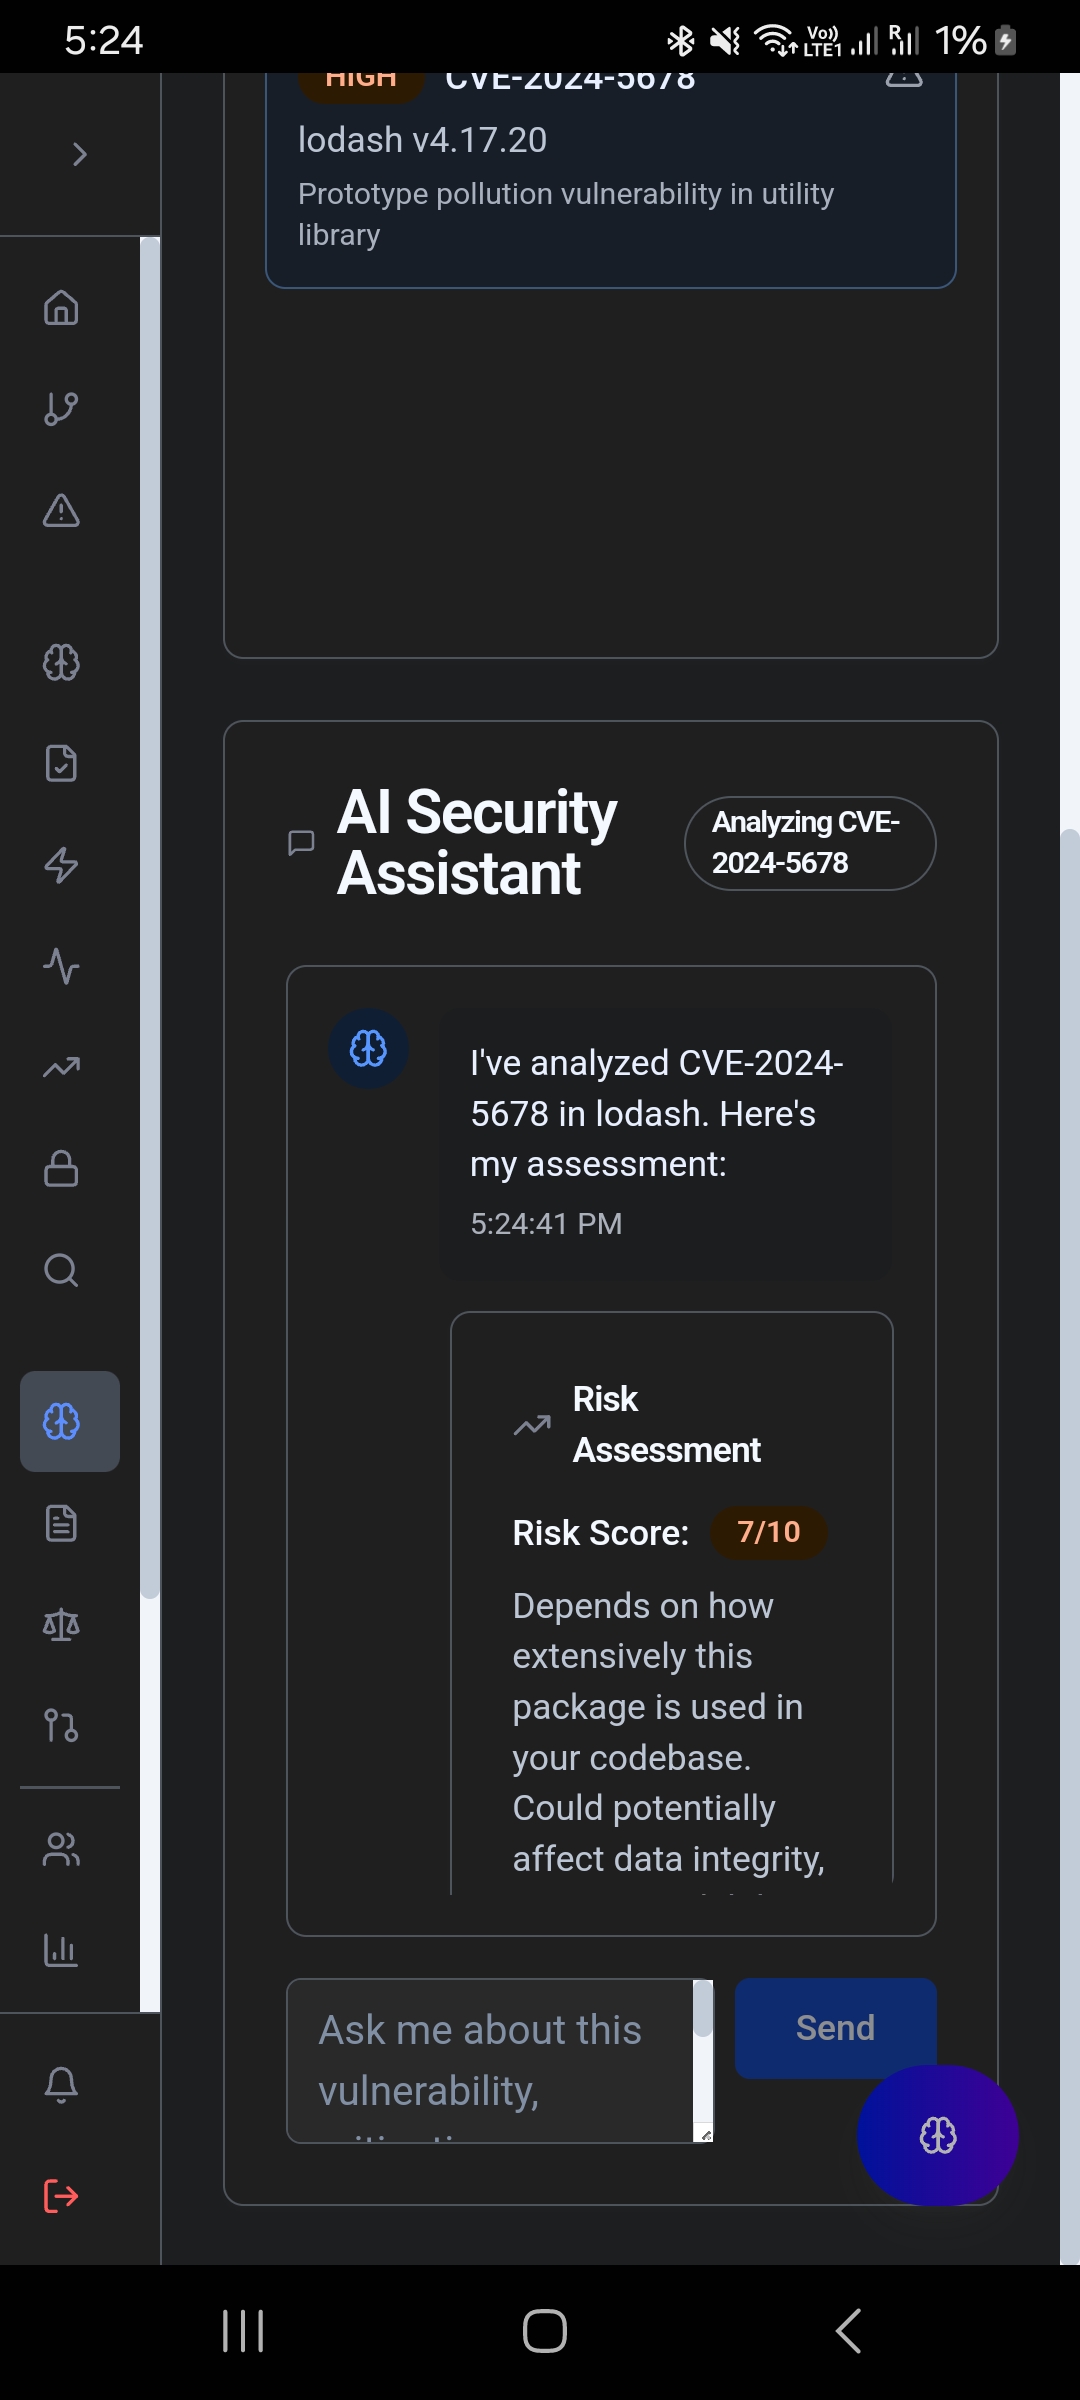 5:24
Vo)) LTE1
R
1%
HIGH CVE-2024-5678
lodash v4.17.20
Prototype pollution vulnerability in utility
library
AI Security
Assistant
Analyzing CVE-
2024-5678
I've analyzed CVE-2024-
5678 in lodash. Here's
my assessment:
5:24:41 PM
Risk
Assessment
Risk Score: 7/10
Depends on how
extensively this
package is used in
your codebase.
Could potentially
affect data integrity,
Ask me about this
vulnerability,
Send